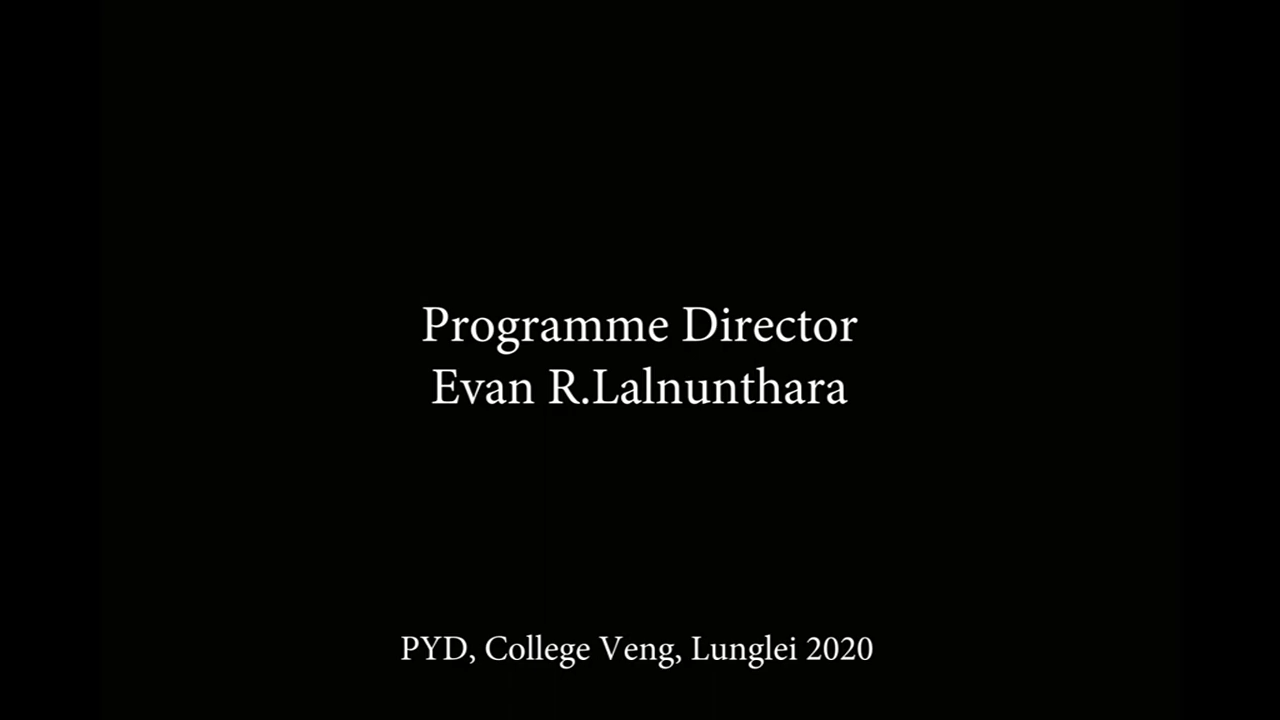 Programme Director
Evan R.Lalnunthara
PYD, College Veng, Lunglei 2020